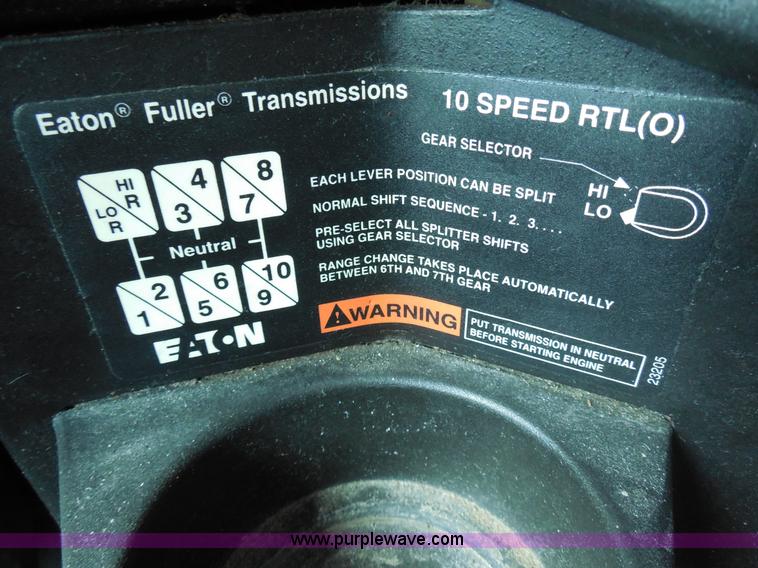 Eaton® Fuller® Transmissions 10 SPEED RTL(O)
GEAR SELECTOR
HI
LO
HI
R
LO
R
4
3
8
7
Neutral
2
1
6
5
10
9
EATON
EACH LEVER POSITION CAN BE SPLIT
NORMAL SHIFT SEQUENCE - 1. 2. 3. . . .
PRE-SELECT ALL SPLITTER SHIFTS
USING GEAR SELECTOR
RANGE CHANGE TAKES PLACE AUTOMATICALLY
BETWEEN 6TH AND 7TH GEAR
WARNING
PUT TRANSMISSION IN NEUTRAL
BEFORE STARTING ENGINE
23205
www.purplewave.com